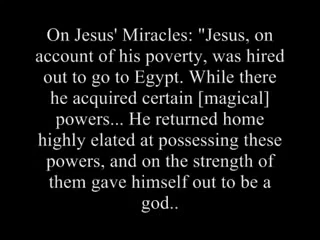 On Jesus' Miracles: "Jesus, on
account of his poverty, was hired
out to go to Egypt. While there
he acquired certain [magical]
powers... He returned home
highly elated at possessing these
powers, and on the strength of
them gave himself out to be a
god..